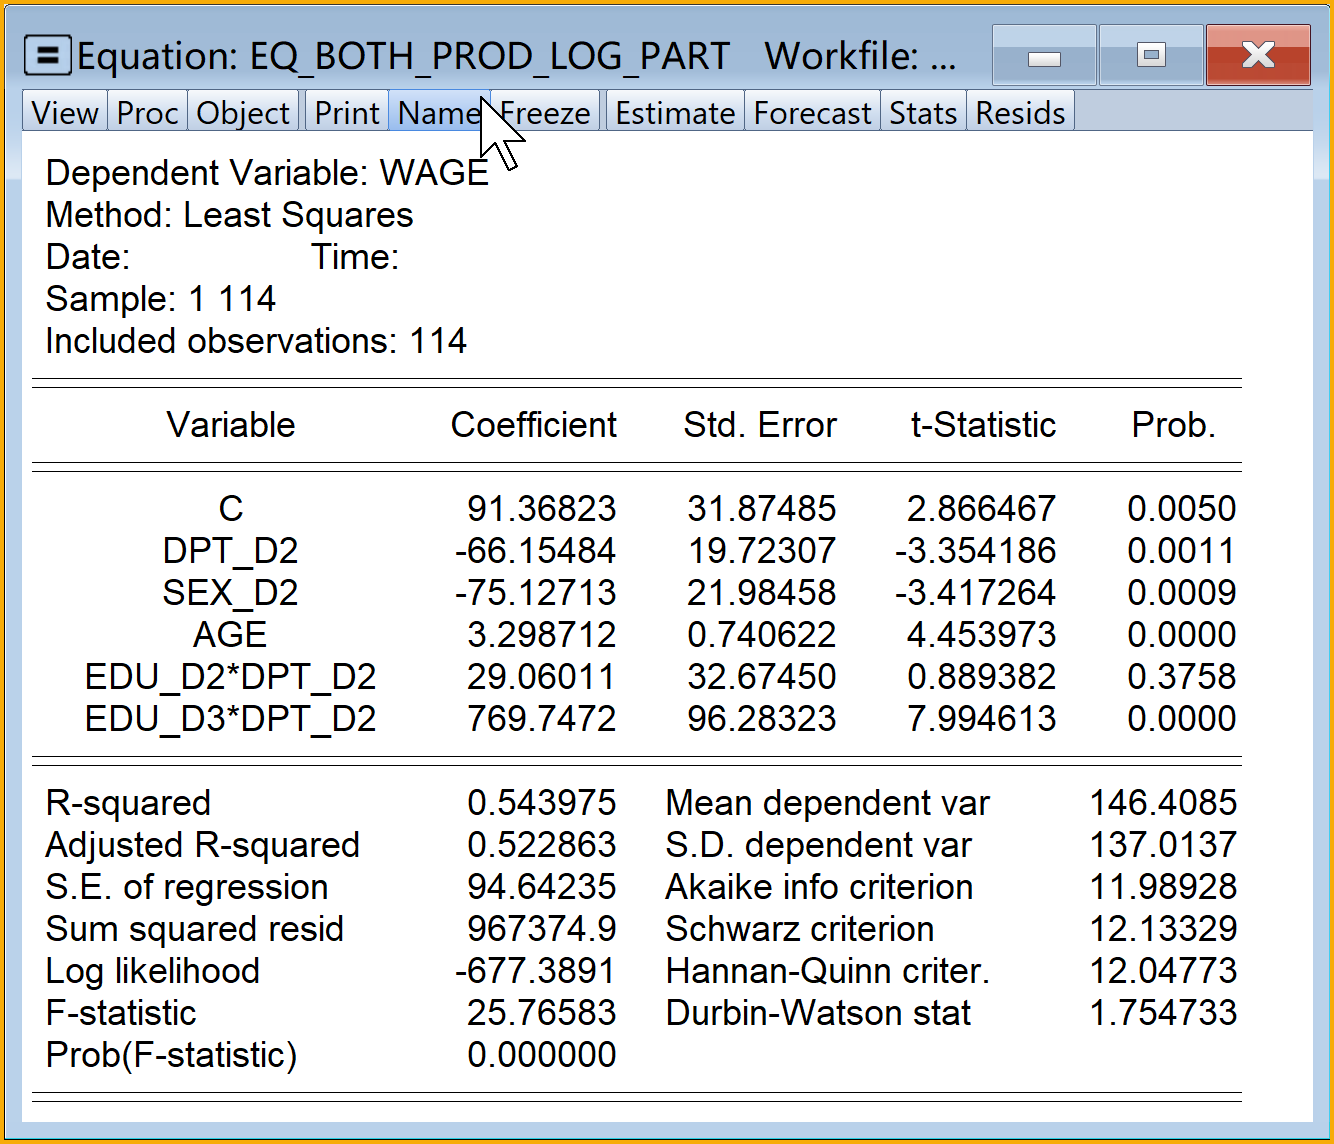 Equation: EQ_BOTH_PROD_LOG_PART Workfile: ...
View Proc Object Print Name Freeze Estimate Forecast Stats Resids
Dependent Variable: WAGE
Method: Least Squares
Date: Time:
Sample: 1 114
Included observations: 114
Variable Coefficient Std. Error t-Statistic Prob.
C 91.36823 31.87485 2.866467 0.0050
DPT_D2 -66.15484 19.72307 -3.354186 0.0011
SEX_D2 -75.12713 21.98458 -3.417264 0.0009
AGE 3.298712 0.740622 4.453973 0.0000
EDU_D2*DPT_D2 29.06011 32.67450 0.889382 0.3758
EDU_D3*DPT_D2 769.7472 96.28323 7.994613 0.0000
R-squared 0.543975 Mean dependent var 146.4085
Adjusted R-squared 0.522863 S.D. dependent var 137.0137
S.E. of regression 94.64235 Akaike info criterion 11.98928
Sum squared resid 967374.9 Schwarz criterion 12.13329
Log likelihood -677.3891 Hannan-Quinn criter. 12.04773
F-statistic 25.76583 Durbin-Watson stat 1.754733
Prob(F-statistic) 0.000000